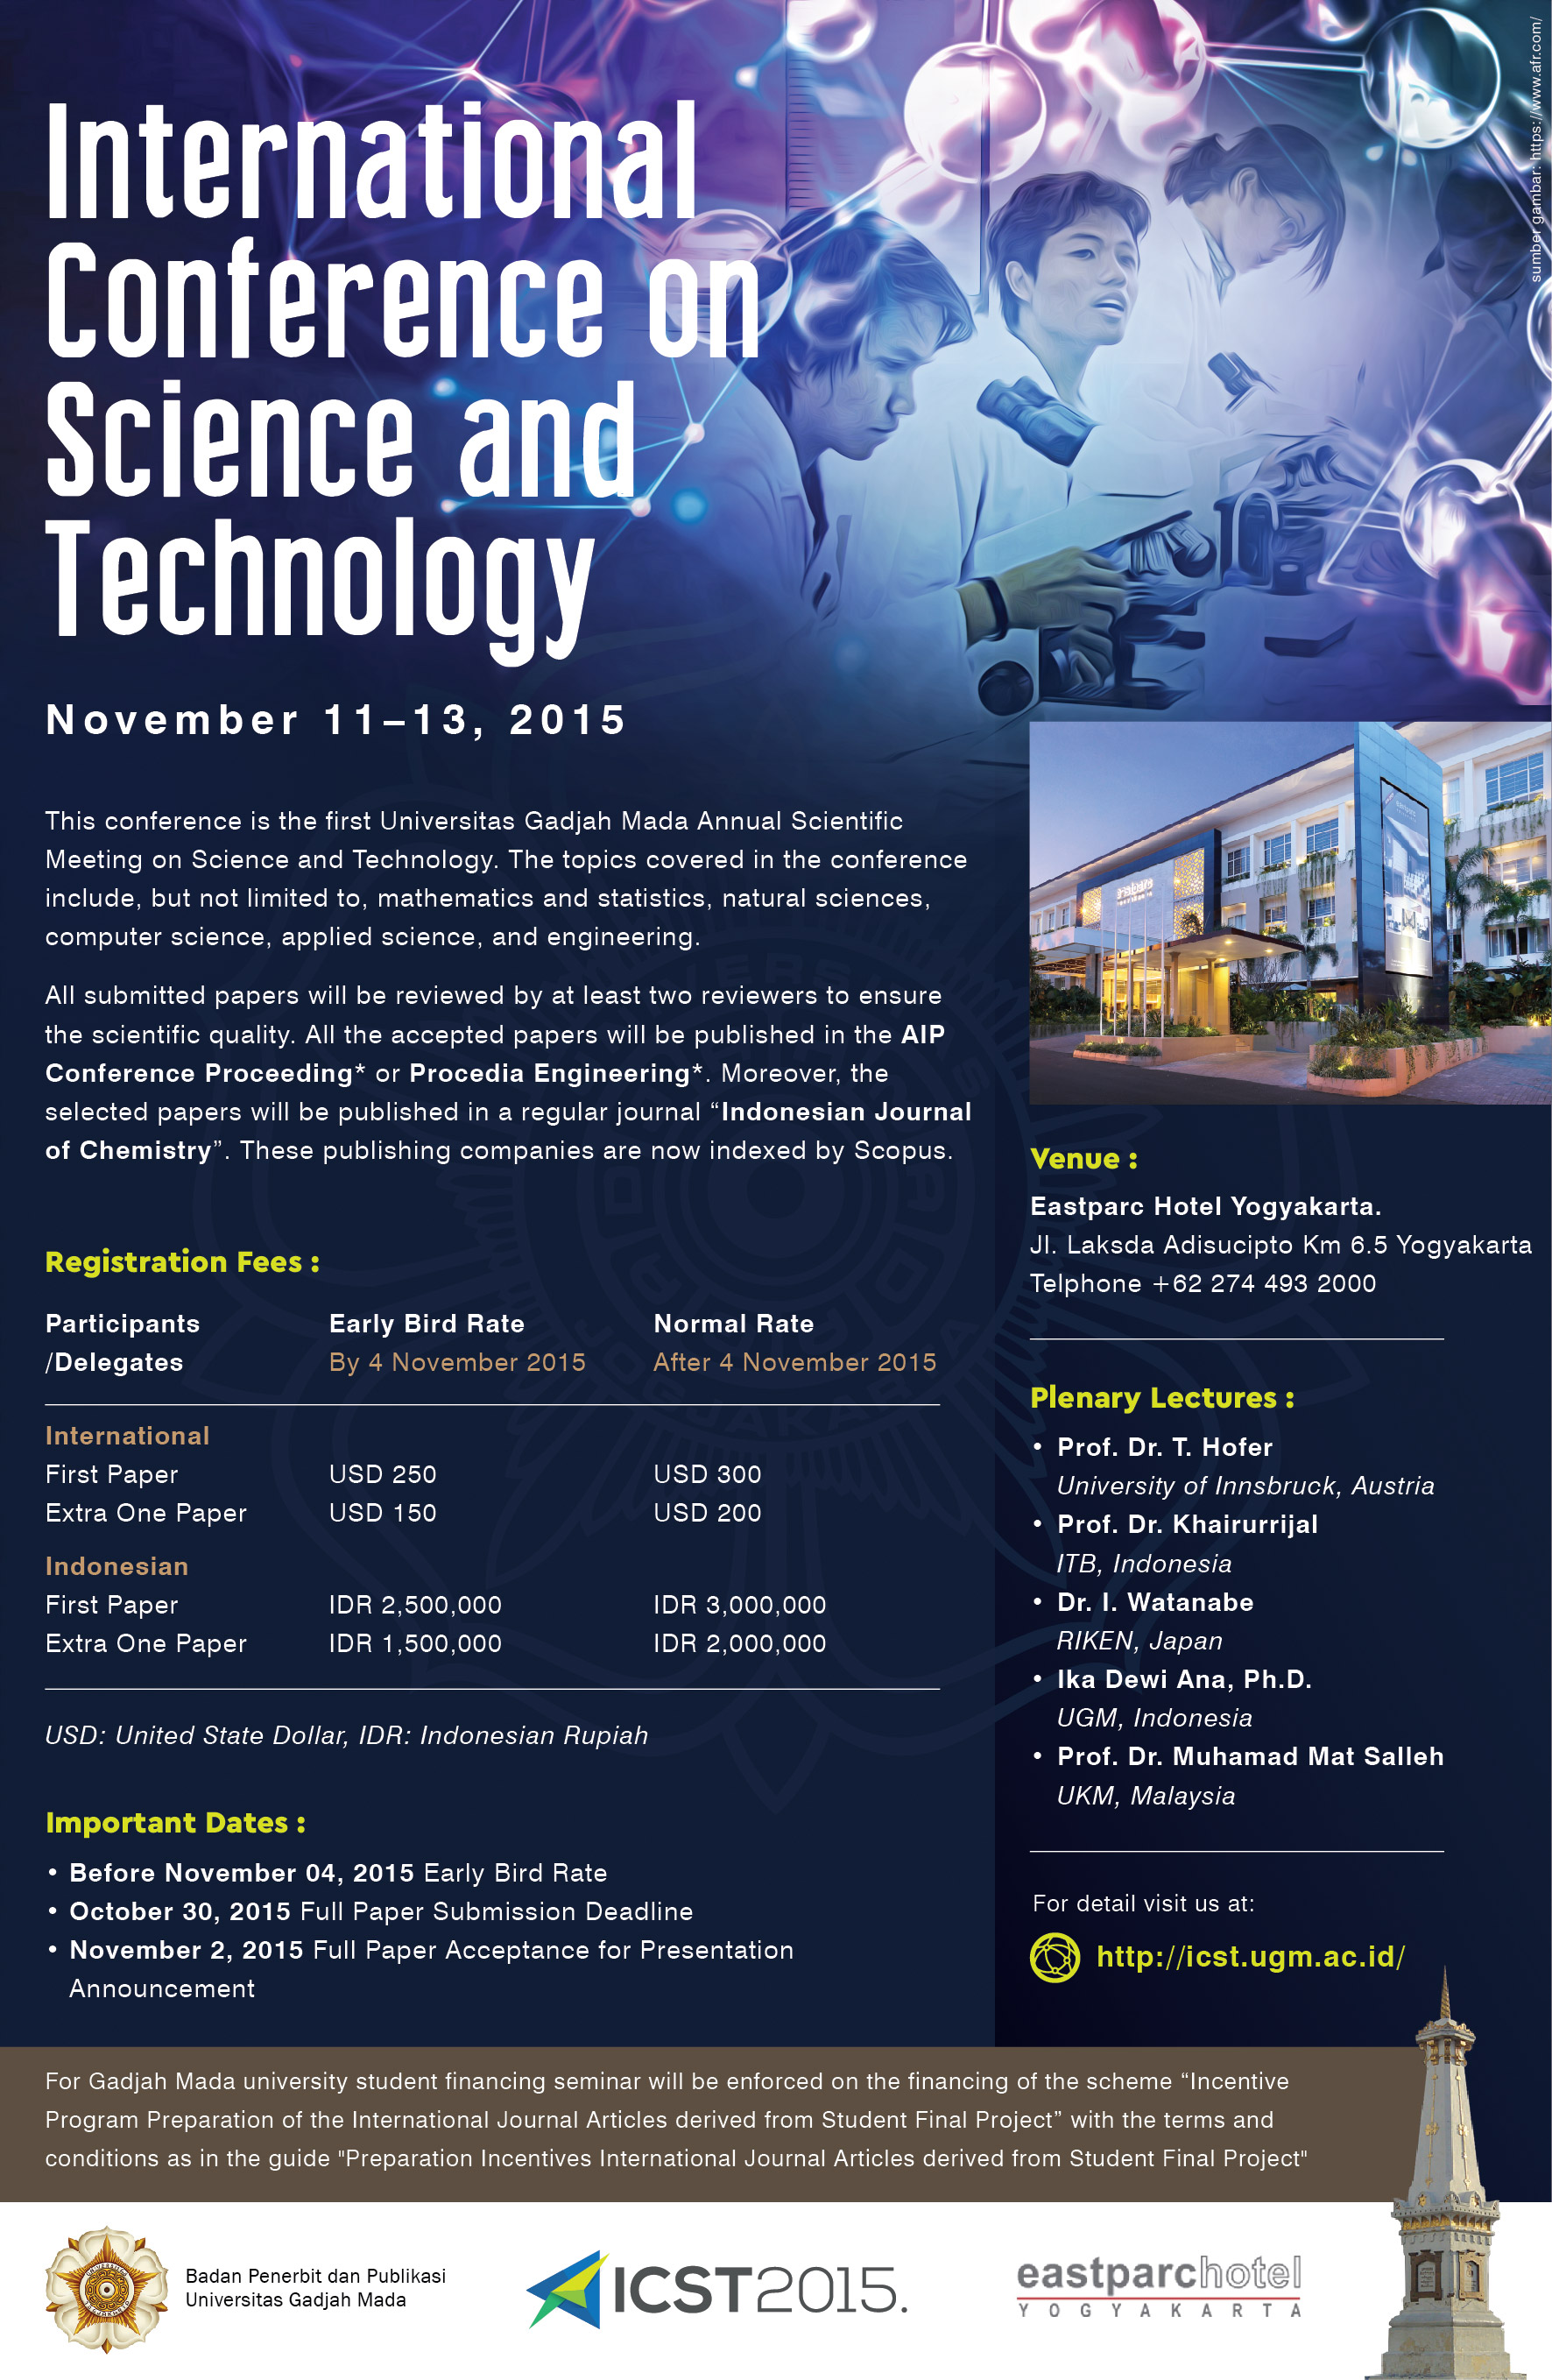 sumber gambar: https://www.afr.com/
International
Conference on
Science and
Technology
November 11–13, 2015
This conference is the first Universitas Gadjah Mada Annual Scientific
Meeting on Science and Technology. The topics covered in the conference
include, but not limited to, mathematics and statistics, natural sciences,
computer science, applied science, and engineering.
All submitted papers will be reviewed by at least two reviewers to ensure
the scientific quality. All the accepted papers will be published in the AIP
Conference Proceeding* or Procedia Engineering*. Moreover, the
selected papers will be published in a regular journal “Indonesian Journal
of Chemistry”. These publishing companies are now indexed by Scopus.
Registration Fees :
Participants Early Bird Rate Normal Rate
/Delegates By 4 November 2015 After 4 November 2015
International
First Paper USD 250 USD 300
Extra One Paper USD 150 USD 200
Indonesian
First Paper IDR 2,500,000 IDR 3,000,000
Extra One Paper IDR 1,500,000 IDR 2,000,000
USD: United State Dollar, IDR: Indonesian Rupiah
Important Dates :
• Before November 04, 2015 Early Bird Rate
• October 30, 2015 Full Paper Submission Deadline
• November 2, 2015 Full Paper Acceptance for Presentation
Announcement
Venue :
Eastparc Hotel Yogyakarta.
Jl. Laksda Adisucipto Km 6.5 Yogyakarta
Telphone +62 274 493 2000
Plenary Lectures :
• Prof. Dr. T. Hofer
University of Innsbruck, Austria
• Prof. Dr. Khairurrijal
ITB, Indonesia
• Dr. I. Watanabe
RIKEN, Japan
• Ika Dewi Ana, Ph.D.
UGM, Indonesia
• Prof. Dr. Muhamad Mat Salleh
UKM, Malaysia
For detail visit us at:
http://icst.ugm.ac.id/
For Gadjah Mada university student financing seminar will be enforced on the financing of the scheme “Incentive
Program Preparation of the International Journal Articles derived from Student Final Project” with the terms and
conditions as in the guide "Preparation Incentives International Journal Articles derived from Student Final Project"
Badan Penerbit dan Publikasi
Universitas Gadjah Mada
ICST2015.
eastparchotel
YOGYAKARTA